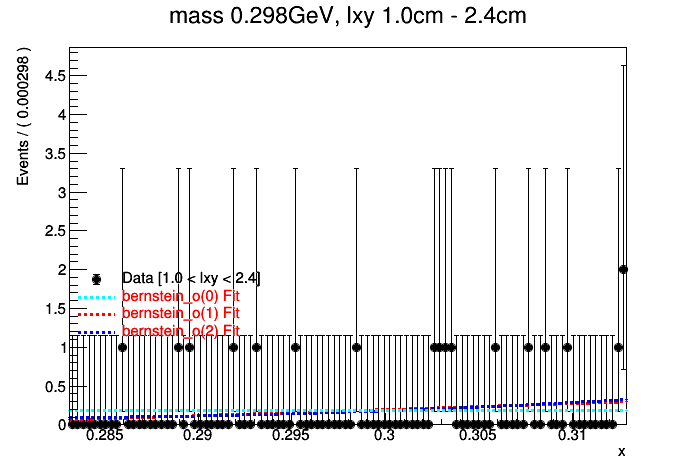 mass 0.298GeV, lxy 1.0cm - 2.4cm
Events / ( 0.000298 )
4.5
4
3.5
3
2.5
2
1.5
1
0.5
0
Data [1.0 < lxy < 2.4]
bernstein_o(0) Fit
bernstein_o(1) Fit
bernstein_o(2) Fit
0.285 0.29 0.295 0.3 0.305 0.31
x